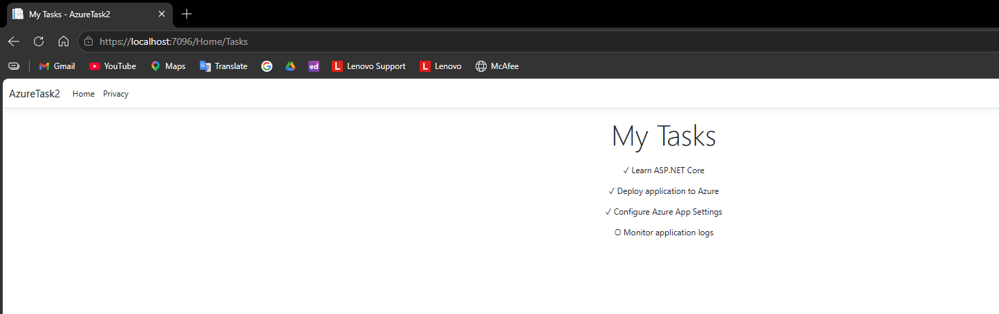 My Tasks - AzureTask2
https://localhost:7096/Home/Tasks
Gmail YouTube Maps Translate ed L Lenovo Support L Lenovo McAfee
AzureTask2 Home Privacy
My Tasks
✓ Learn ASP.NET Core
✓ Deploy application to Azure
✓ Configure Azure App Settings
○ Monitor application logs